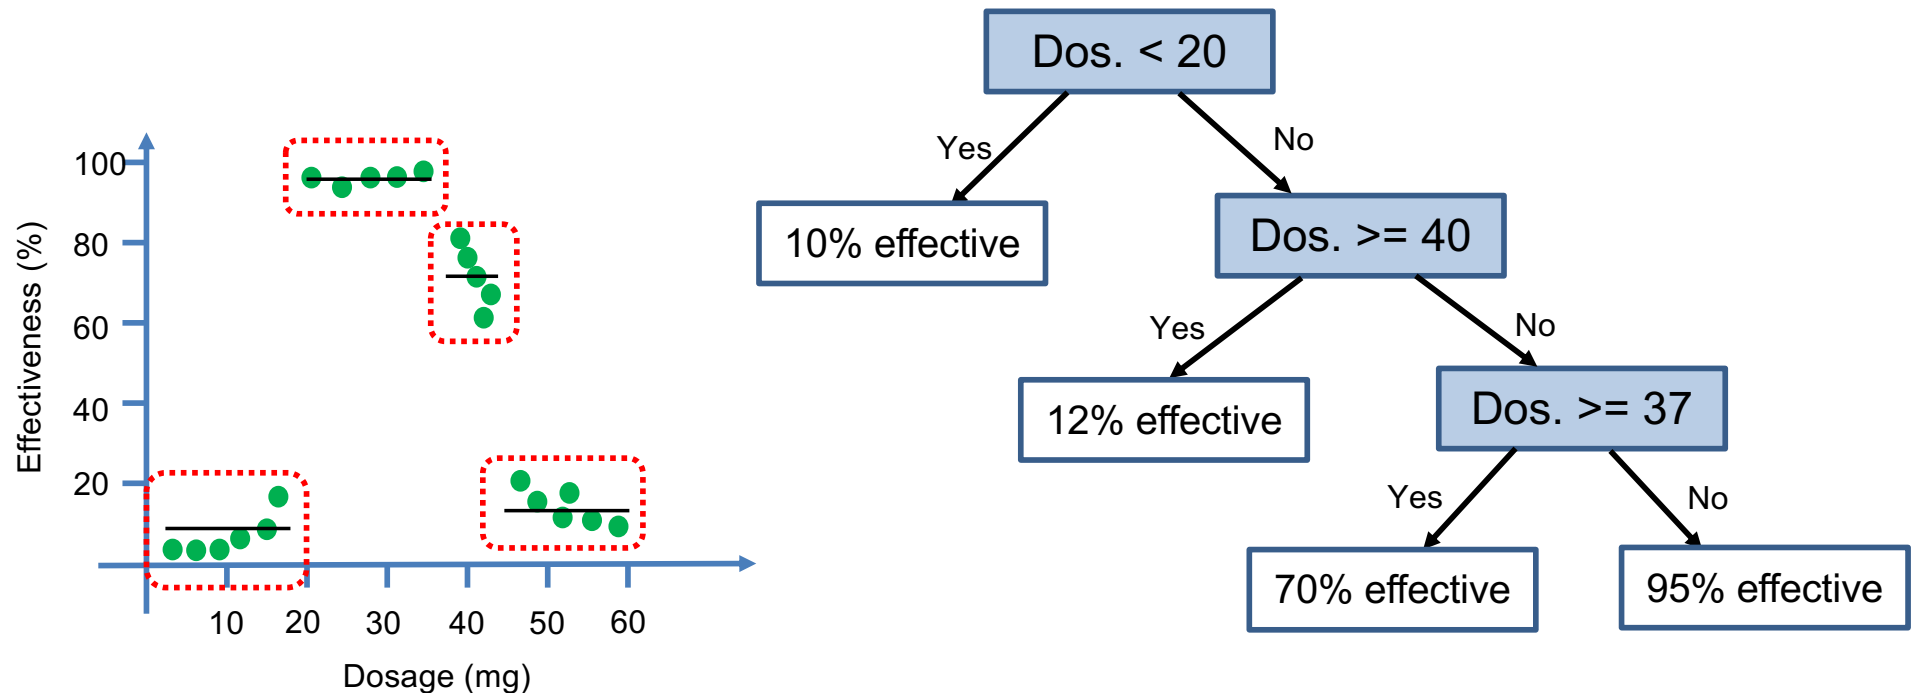 Effectiveness (%)
100
80
60
40
20
10
20
30
40
50
60
Dosage (mg)
Dos. < 20
Yes
No
10% effective
Dos. >= 40
Yes
No
12% effective
Dos. >= 37
Yes
No
70% effective
95% effective